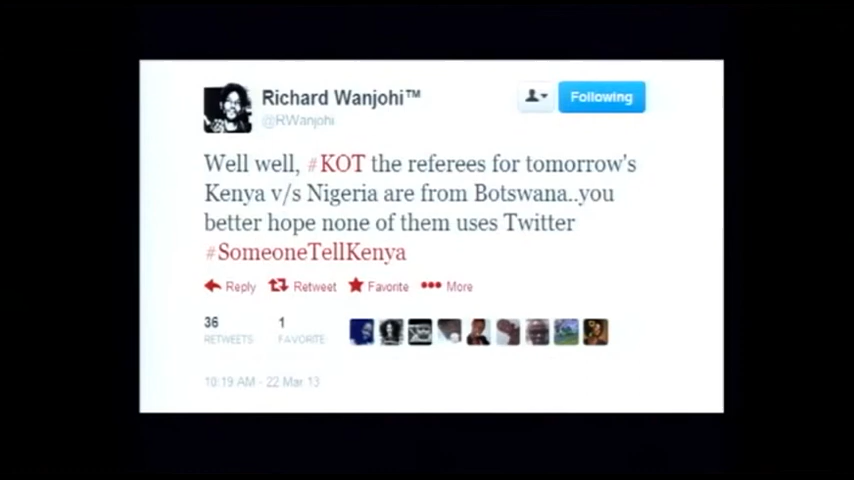 Richard Wanjohi™
Following
@RWanjohi
Well well, #KOT the referees for tomorrow's
Kenya v/s Nigeria are from Botswana..you
better hope none of them uses Twitter
#SomeoneTellKenya
Reply Retweet Favorite More
36 1
RETWEETS FAVORITE
10:19 AM - 22 Mar 13